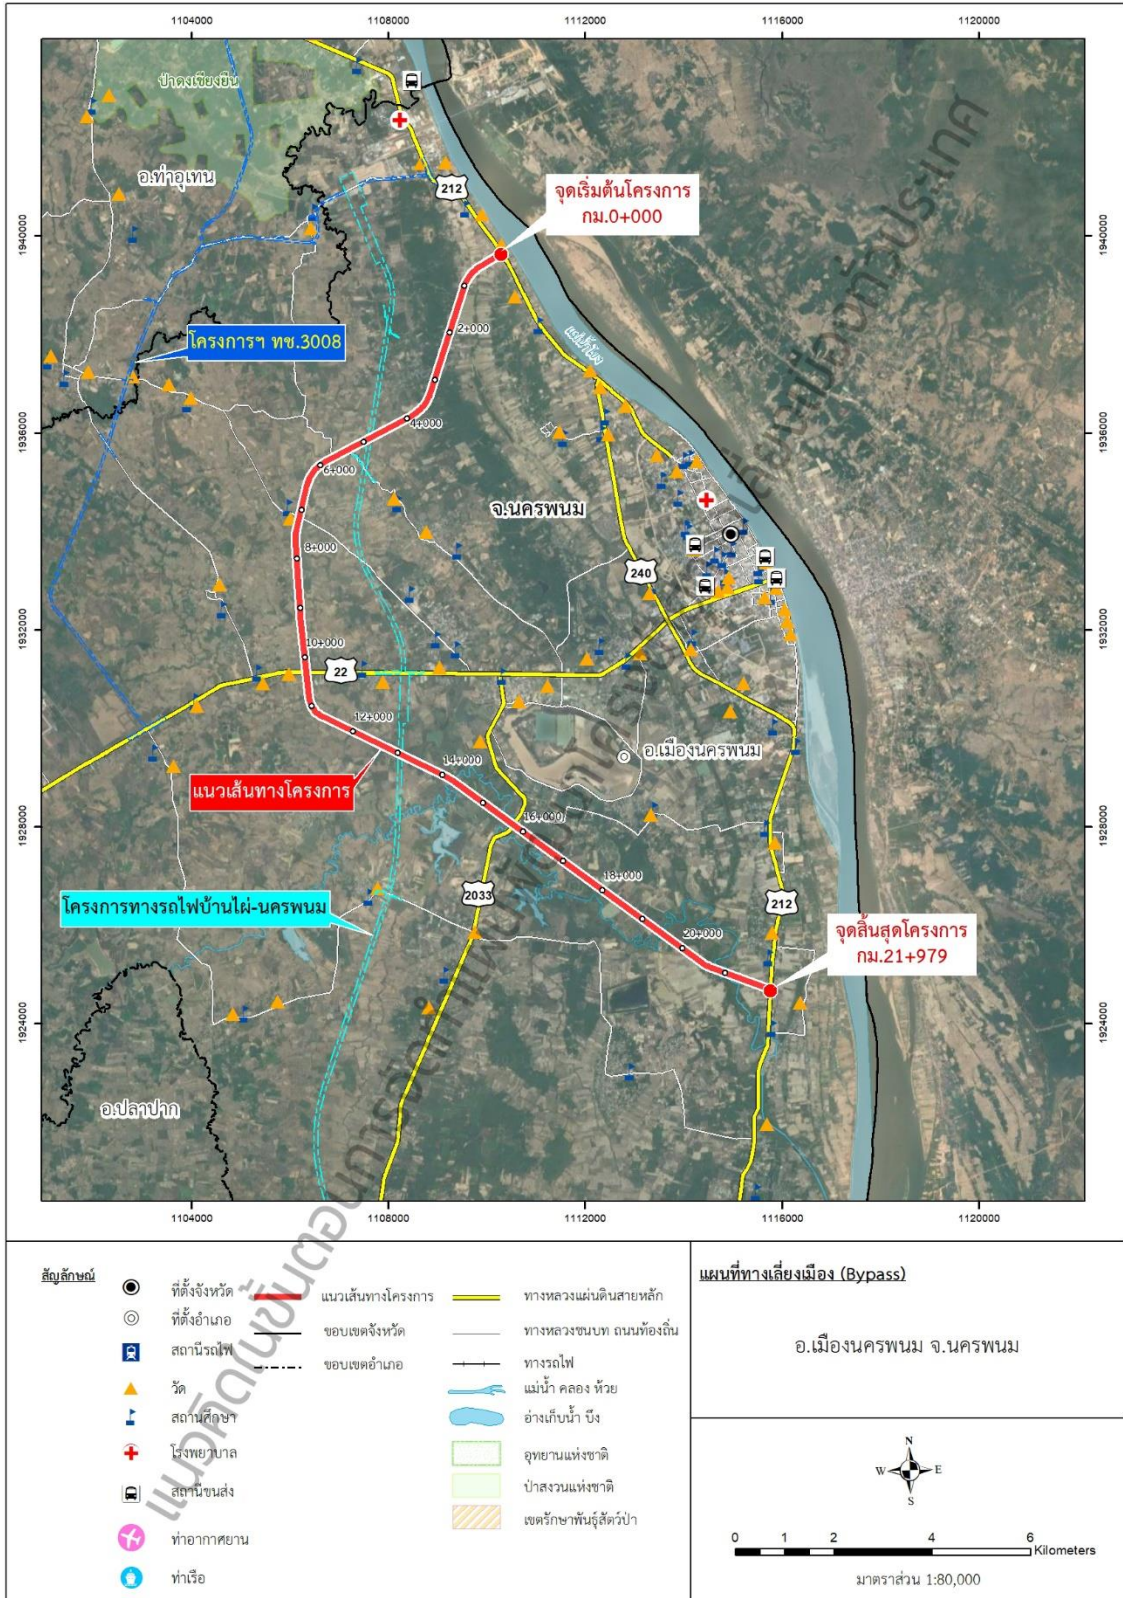 1104000
1108000
1112000
1116000
1120000
ป่าดงเซียงยืน
อ.ท่าอุเทน
212
จุดเริ่มต้นโครงการ
กม.0+000
1940000
1940000
2+000
โครงการฯ ทช.3008
แม่น้ำโขง
4+000
1936000
1936000
6+000
จ.นครพนม
8+000
240
1932000
1932000
10+000
22
12+000
อ.เมืองนครพนม
14+000
แนวเส้นทางโครงการ
16+000
1928000
1928000
18+000
2033
212
โครงการทางรถไฟบ้านไผ่-นครพนม
20+000
จุดสิ้นสุดโครงการ
กม.21+979
1924000
1924000
อ.ปลาปาก
1104000
1108000
1112000
1116000
1120000
สัญลักษณ์
ที่ตั้งจังหวัด
ที่ตั้งอำเภอ
สถานีรถไฟ
วัด
สถานศึกษา
โรงพยาบาล
สถานีขนส่ง
ท่าอากาศยาน
ท่าเรือ
แนวเส้นทางโครงการ
ขอบเขตจังหวัด
ขอบเขตอำเภอ
ทางหลวงแผ่นดินสายหลัก
ทางหลวงชนบท ถนนท้องถิ่น
ทางรถไฟ
แม่น้ำ คลอง ห้วย
อ่างเก็บน้ำ บึง
อุทยานแห่งชาติ
ป่าสงวนแห่งชาติ
เขตรักษาพันธุ์สัตว์ป่า
แผนที่ทางเลี่ยงเมือง (Bypass)
อ.เมืองนครพนม จ.นครพนม
N
W
E
S
0 1 2 4 6
Kilometers
มาตราส่วน 1:80,000